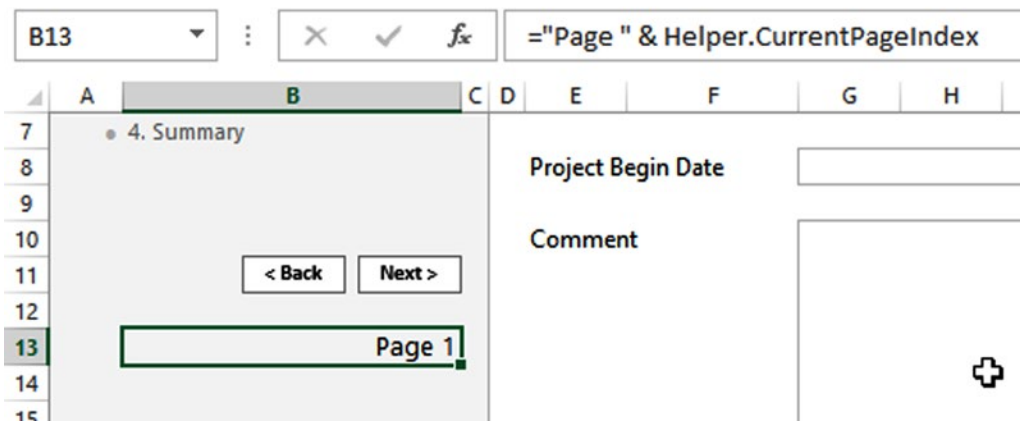 B13 fx ="Page " & Helper.CurrentPageIndex
A B C D E F G H
7 • 4. Summary
8 Project Begin Date
9
10 Comment
11 < Back Next >
12
13 Page 1
14
15